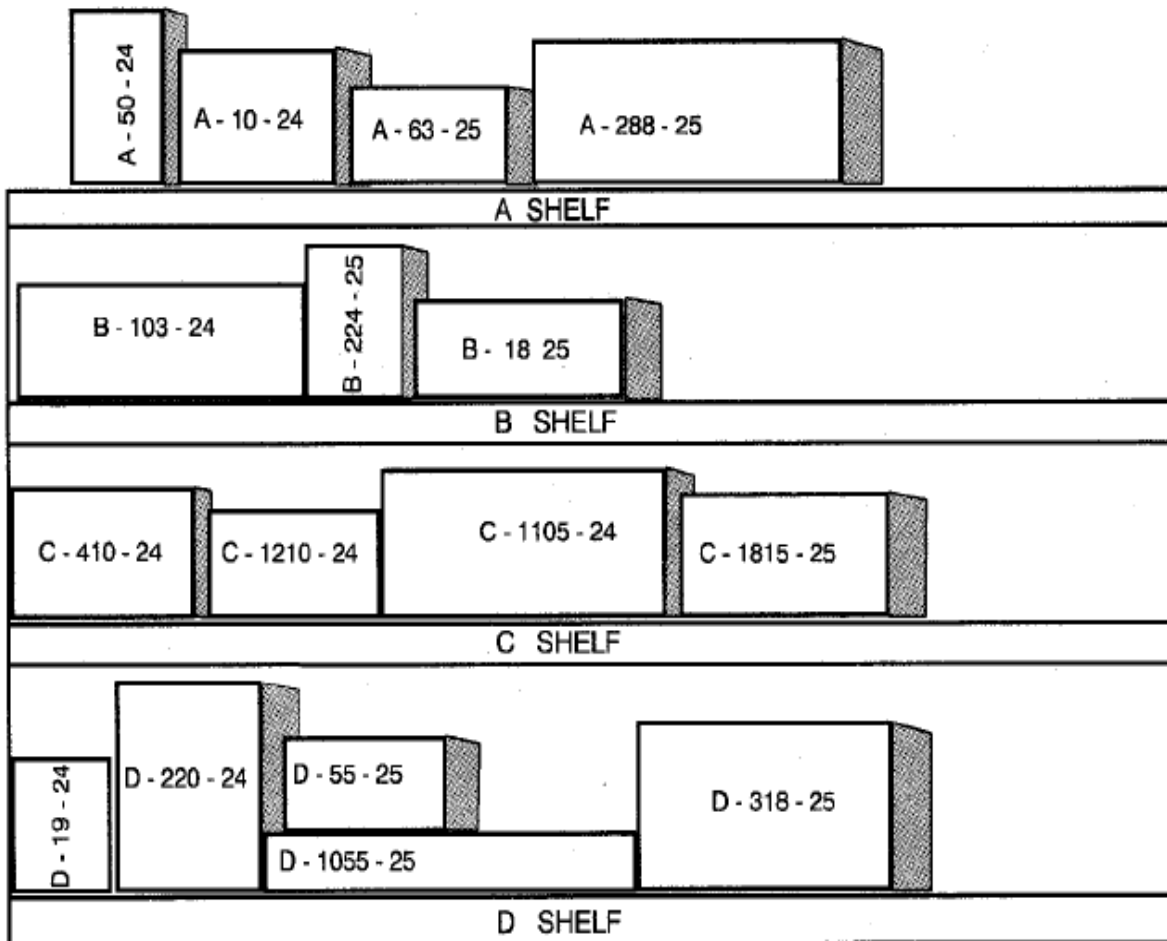 A - 50 - 24
A - 10 - 24
A - 63 - 25
A - 288 - 25
A SHELF
B - 103 - 24
B - 224 - 25
B - 18 25
B SHELF
C - 410 - 24
C - 1210 - 24
C - 1105 - 24
C - 1815 - 25
C SHELF
D - 19 - 24
D - 220 - 24
D - 55 - 25
D - 1055 - 25
D - 318 - 25
D SHELF